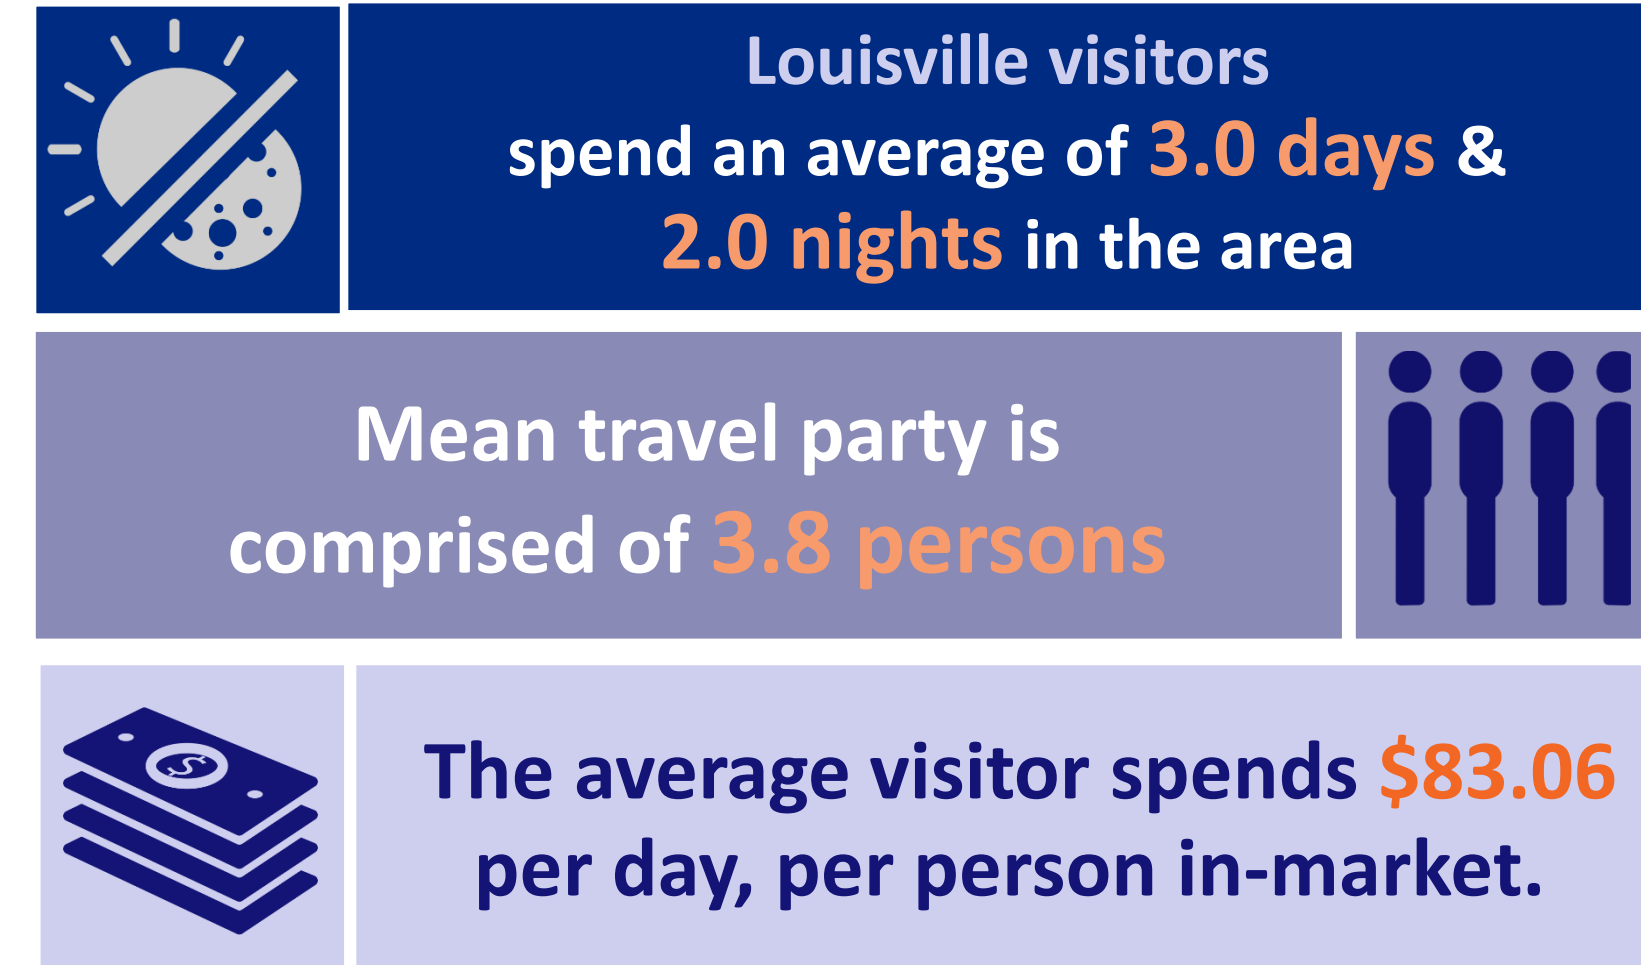 Louisville visitors
spend an average of 3.0 days &
2.0 nights in the area
Mean travel party is
comprised of 3.8 persons
$
The average visitor spends $83.06
per day, per person in-market.